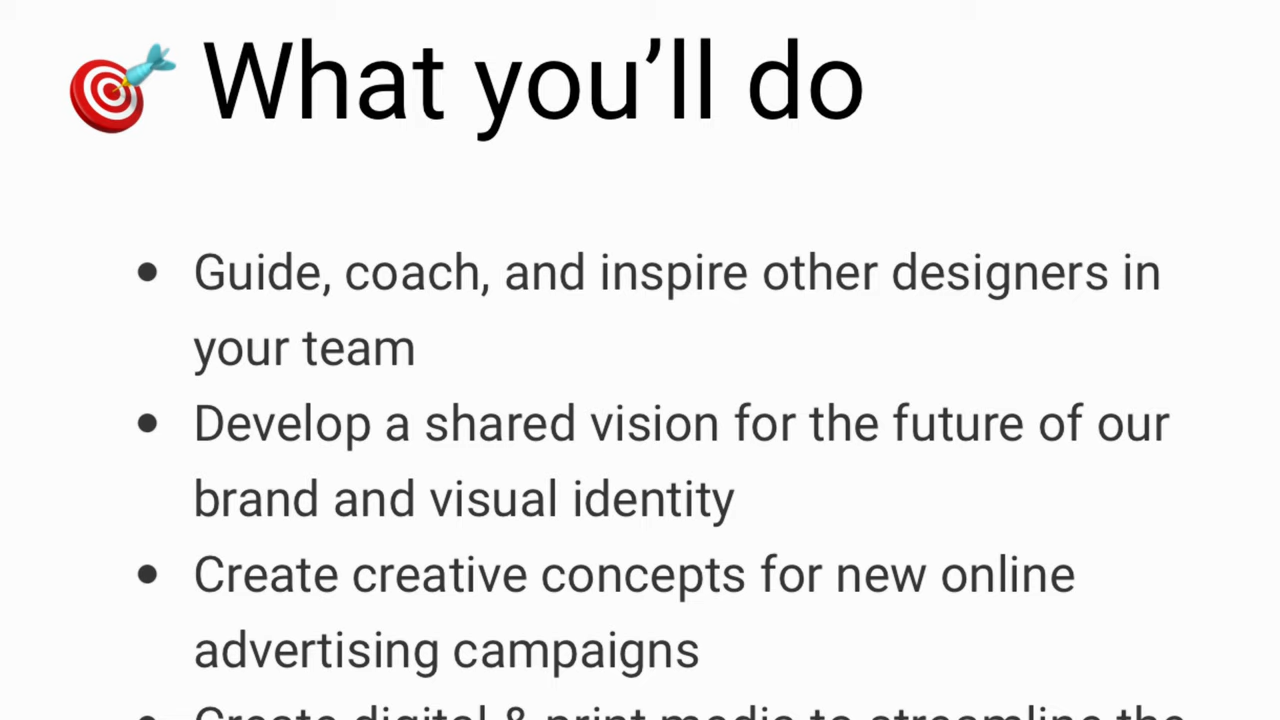 🎯 What you’ll do
• Guide, coach, and inspire other designers in
your team
• Develop a shared vision for the future of our
brand and visual identity
• Create creative concepts for new online
advertising campaigns
• Create digital & print media to streamline the